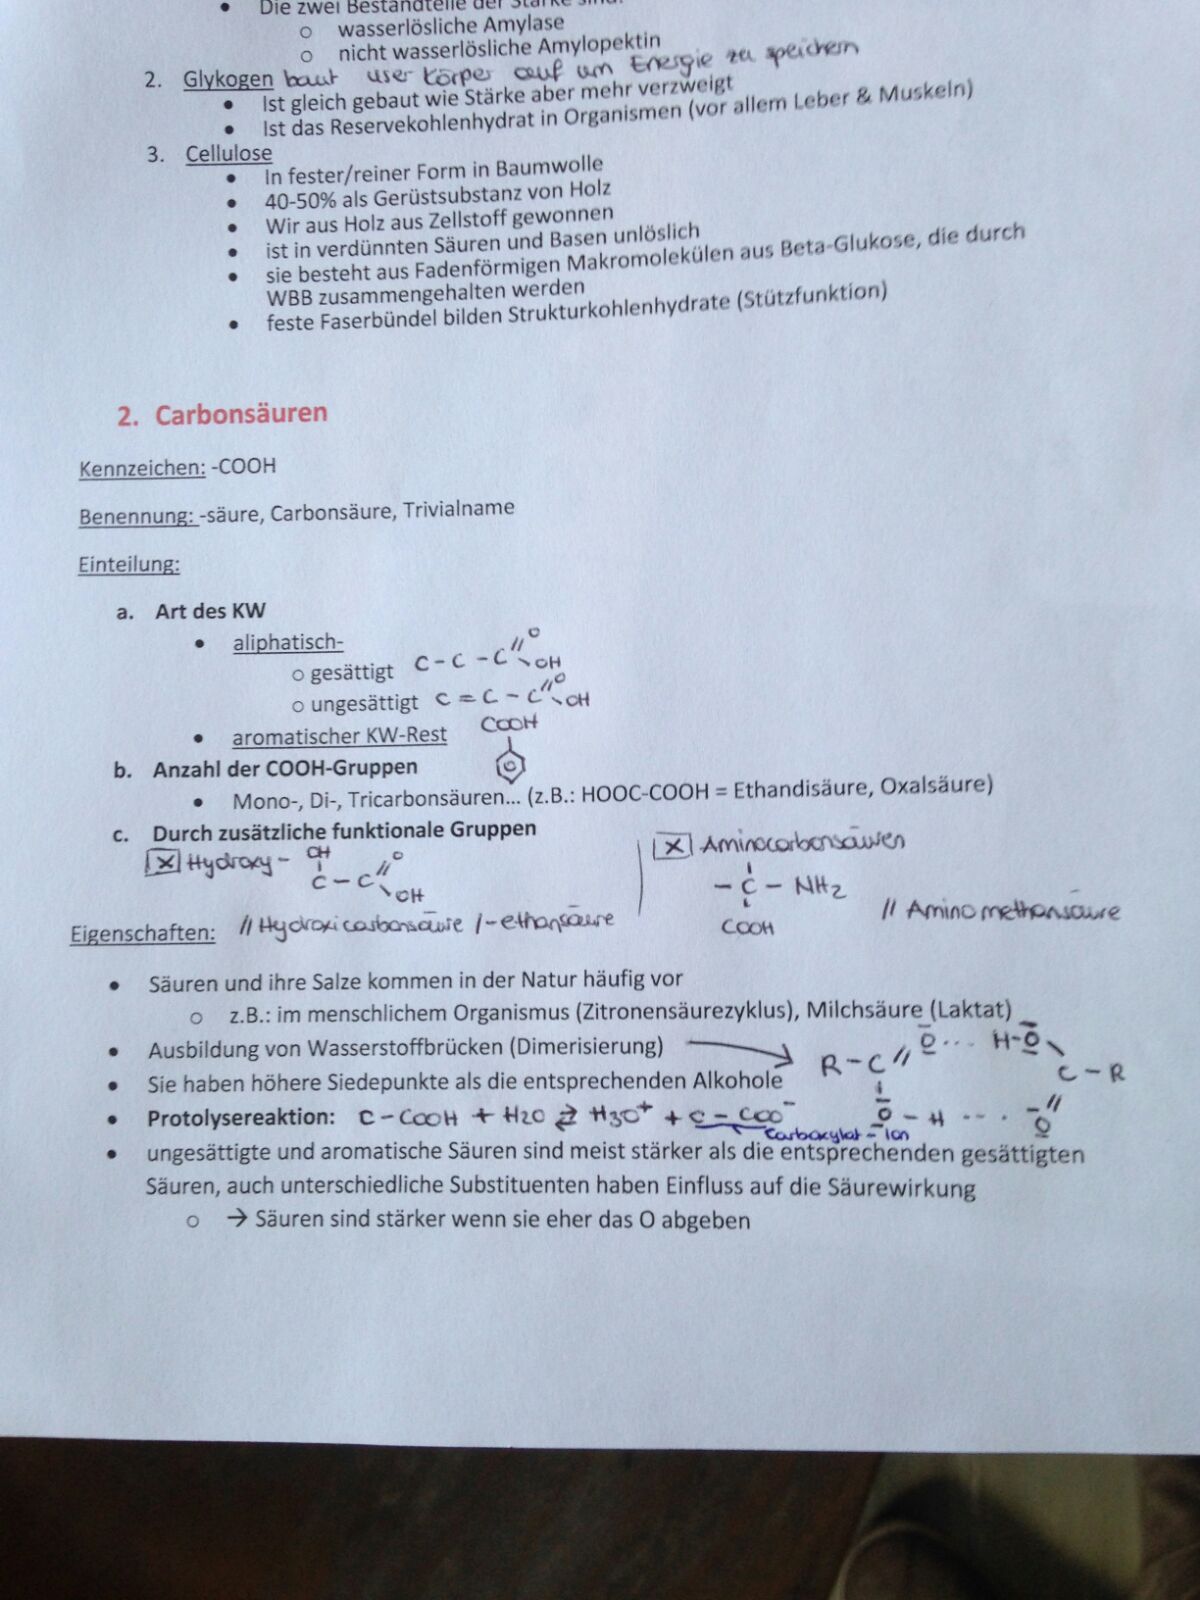 Die zwei Bestandteile der Stärke sind:
o wasserlösliche Amylase
o nicht wasserlösliche Amylopektin
2. Glykogen baut user Körper auf um Energie zu speichern
• Ist gleich gebaut wie Stärke aber mehr verzweigt
• Ist das Reservekohlenhydrat in Organismen (vor allem Leber & Muskeln)
3. Cellulose
• In fester/reiner Form in Baumwolle
• 40-50% als Gerüstsubstanz von Holz
• Wir aus Holz aus Zellstoff gewonnen
• ist in verdünnten Säuren und Basen unlöslich
• sie besteht aus Fadenförmigen Makromolekülen aus Beta-Glukose, die durch
WBB zusammengehalten werden
• feste Faserbündel bilden Strukturkohlenhydrate (Stützfunktion)
2. Carbonsäuren
Kennzeichen: -COOH
Benennung: -säure, Carbonsäure, Trivialname
Einteilung:
a. Art des KW
• aliphatisch-
o gesättigt C-C-C//O \OH
o ungesättigt C=C-C//O \OH
• aromatischer KW-Rest COOH
b. Anzahl der COOH-Gruppen
• Mono-, Di-, Tricarbonsäuren... (z.B.: HOOC-COOH = Ethandisäure, Oxalsäure)
c. Durch zusätzliche funktionale Gruppen
X Hydroxy- OH C-C//O \OH
X Aminocarbonsäuren
-C-NH2
COOH
// Aminomethansäure
Eigenschaften: // Hydroxicarbonsäure /-ethansäure
• Säuren und ihre Salze kommen in der Natur häufig vor
o z.B.: im menschlichem Organismus (Zitronensäurezyklus), Milchsäure (Laktat)
• Ausbildung von Wasserstoffbrücken (Dimerisierung) → R-C//O ... H-O\C-R
O-H ... O//
• Sie haben höhere Siedepunkte als die entsprechenden Alkohole
• Protolysereaktion: C-COOH + H2O ⇄ H3O+ + C-COO-
Carboxylat-Ion
• ungesättigte und aromatische Säuren sind meist stärker als die entsprechenden gesättigten
Säuren, auch unterschiedliche Substituenten haben Einfluss auf die Säurewirkung
o → Säuren sind stärker wenn sie eher das O abgeben